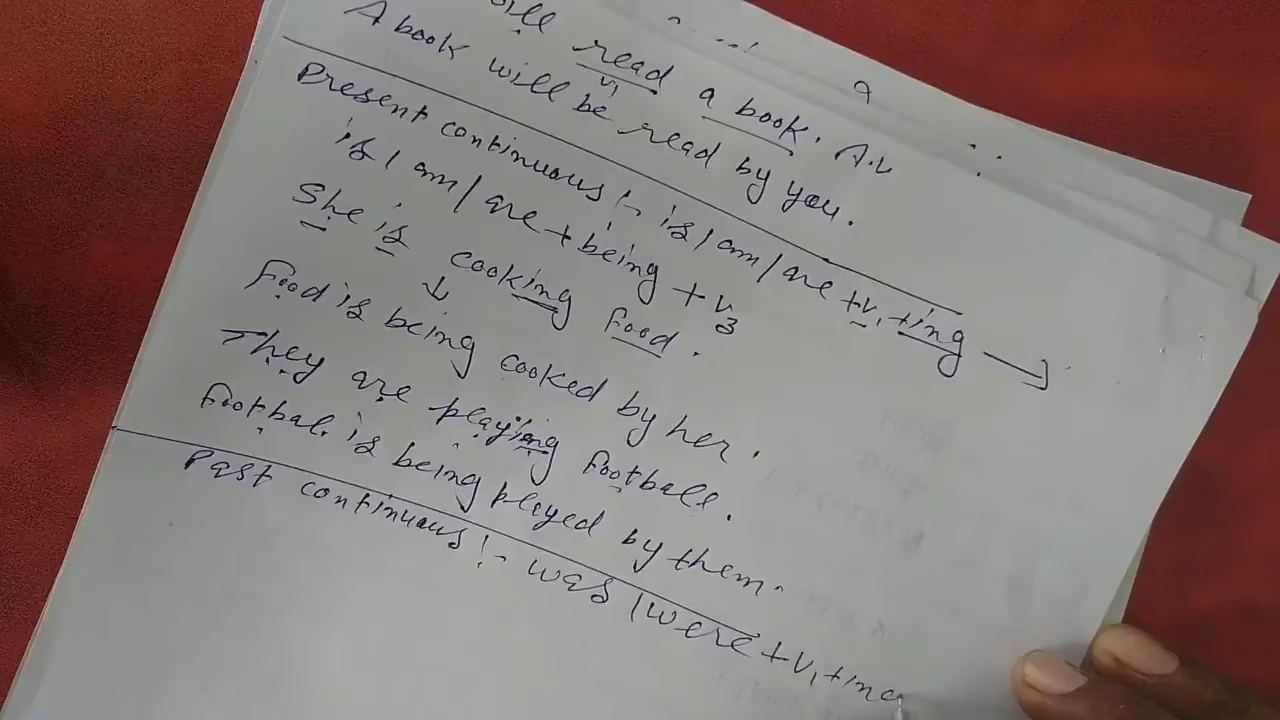 will read a book. A.V
V1
A book will be read by you.
Present continuous :- is / am / are + V1 + ing →
is / am / are + being + V3
She is cooking food.
Food is being cooked by her.
They are playing football.
Football is being played by them.
Past continuous :- was / were + V1 + ing